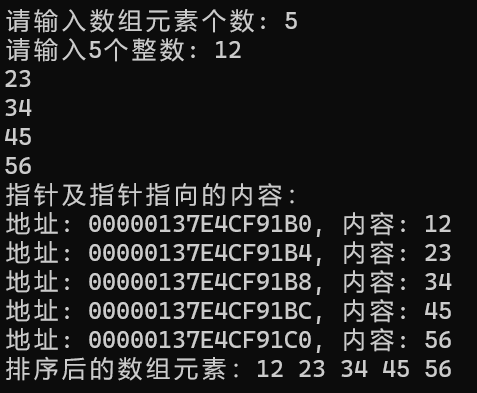 请输入数组元素个数: 5
请输入5个整数: 12
23
34
45
56
指针及指针指向的内容:
地址: 00000137E4CF91B0, 内容: 12
地址: 00000137E4CF91B4, 内容: 23
地址: 00000137E4CF91B8, 内容: 34
地址: 00000137E4CF91BC, 内容: 45
地址: 00000137E4CF91C0, 内容: 56
排序后的数组元素: 12 23 34 45 56